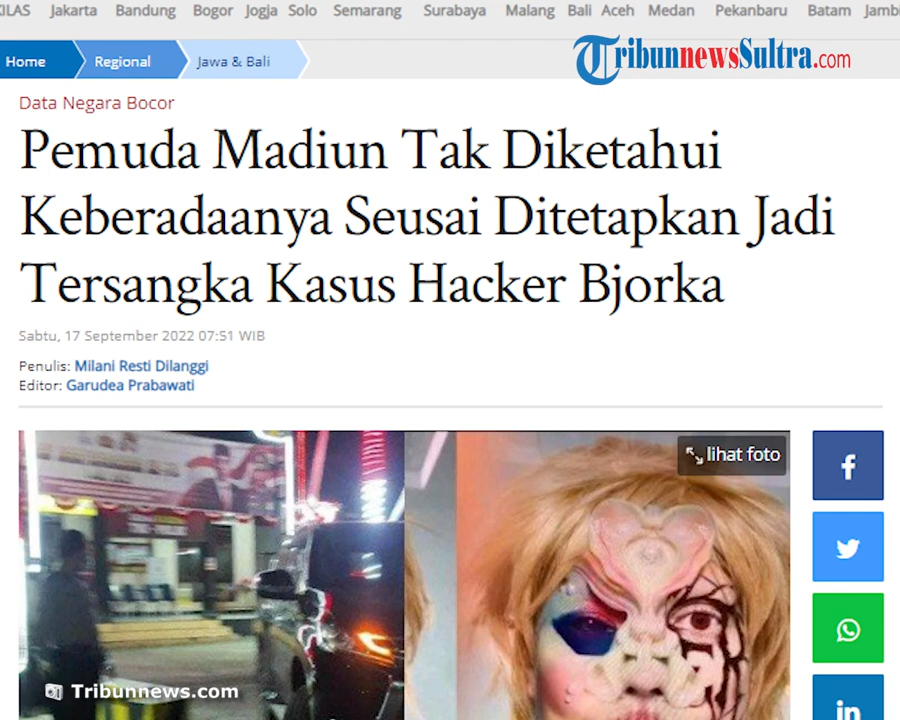 ILAS Jakarta Bandung Bogor Jogja Solo Semarang Surabaya Malang Bali Aceh Medan Pekanbaru Batam Jambi
Home Regional Jawa & Bali
TribunnewsSultra.com
Data Negara Bocor
Pemuda Madiun Tak Diketahui
Keberadaanya Seusai Ditetapkan Jadi
Tersangka Kasus Hacker Bjorka
Sabtu, 17 September 2022 07:51 WIB
Penulis: Milani Resti Dilanggi
Editor: Garudea Prabawati
lihat foto
Tribunnews.com
f
in